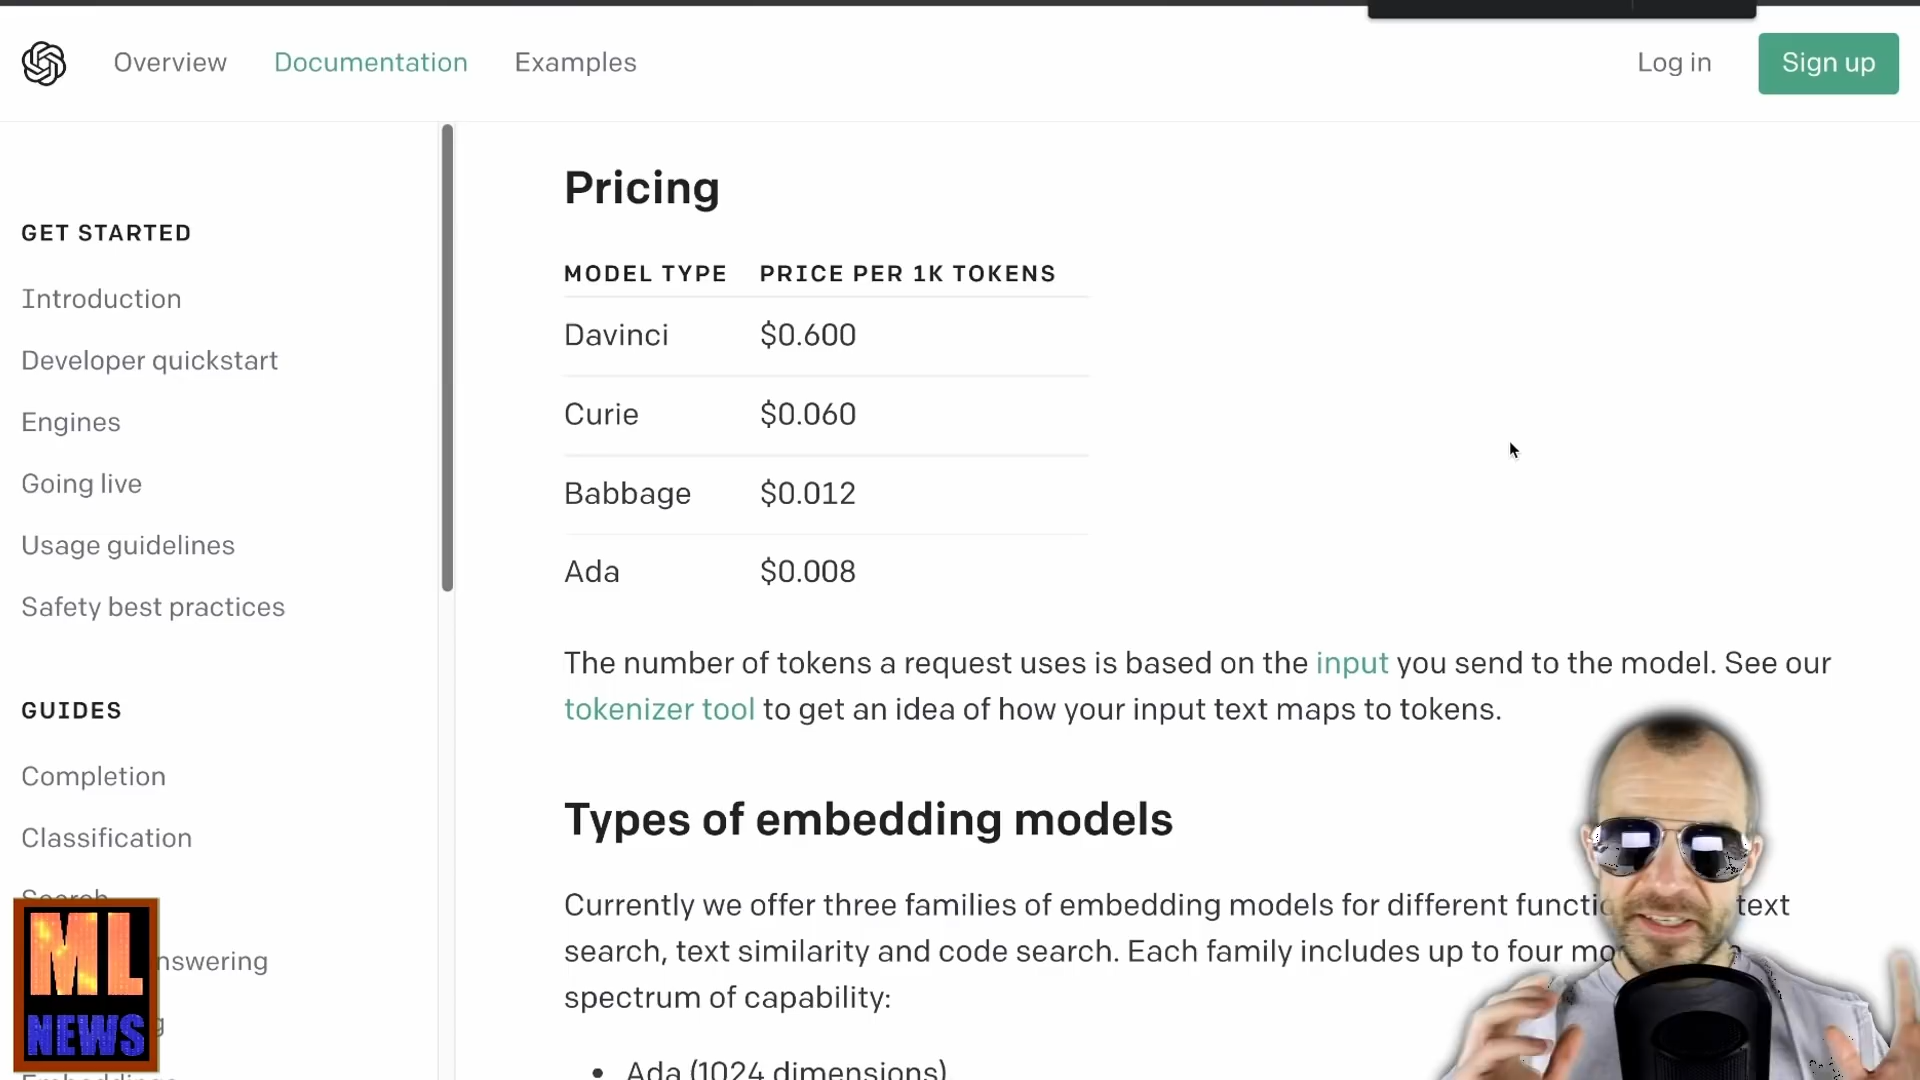 Overview Documentation Examples Log in Sign up
GET STARTED
Introduction
Developer quickstart
Engines
Going live
Usage guidelines
Safety best practices
GUIDES
Completion
Classification
Search
nswering
ML
NEWS
Pricing
MODEL TYPE PRICE PER 1K TOKENS
Davinci $0.600
Curie $0.060
Babbage $0.012
Ada $0.008
The number of tokens a request uses is based on the input you send to the model. See our
tokenizer tool to get an idea of how your input text maps to tokens.
Types of embedding models
Currently we offer three families of embedding models for different functi text
search, text similarity and code search. Each family includes up to four mo
spectrum of capability:
• Ada (1024 dimensions)